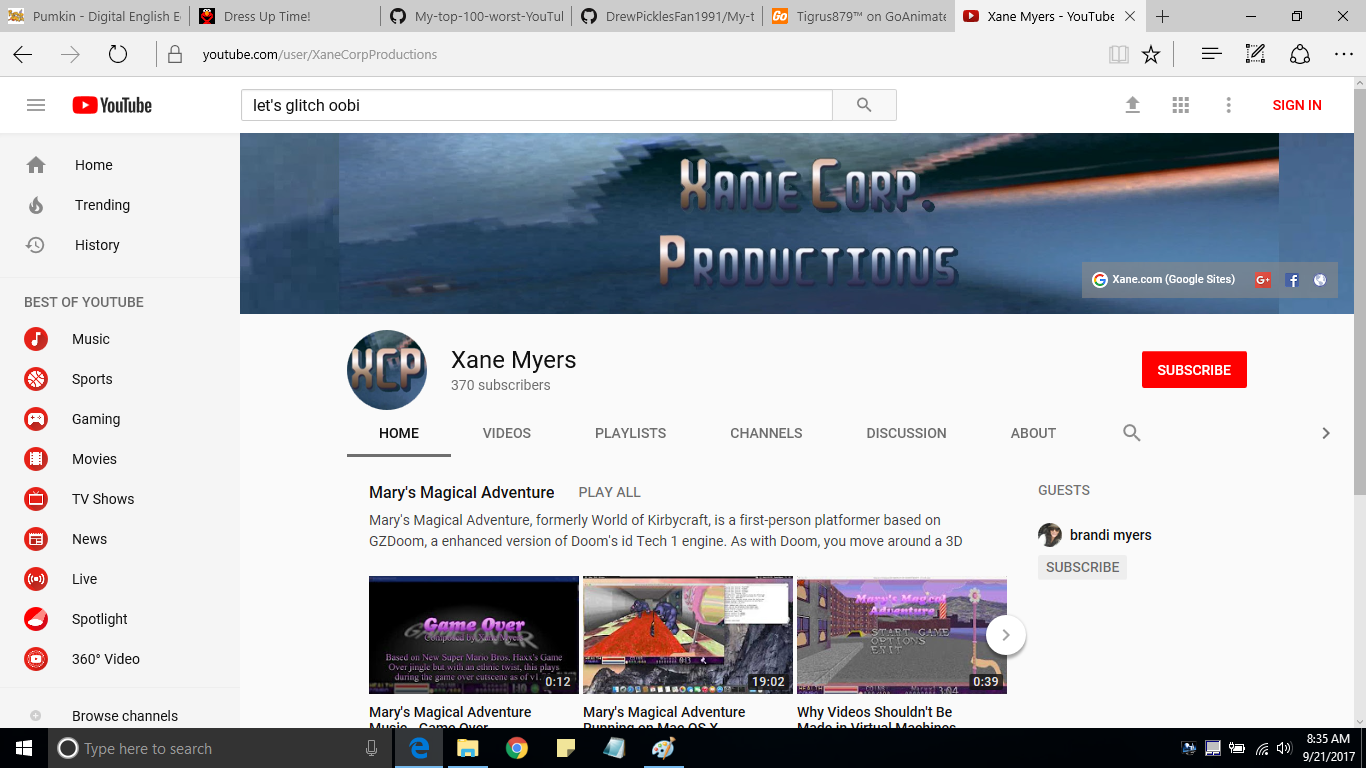 Pumkin - Digital English E
Dress Up Time!
My-top-100-worst-YouTul
DrewPicklesFan1991/My-t
Tigrus879™ on GoAnimate
Xane Myers - YouTube
youtube.com/user/XaneCorpProductions
YouTube
let's glitch oobi
SIGN IN
Home
Trending
History
BEST OF YOUTUBE
Music
Sports
Gaming
Movies
TV Shows
News
Live
Spotlight
360° Video
Browse channels
Xane Corp.
Productions
Xane.com (Google Sites)
XCP
Xane Myers
370 subscribers
SUBSCRIBE
HOME
VIDEOS
PLAYLISTS
CHANNELS
DISCUSSION
ABOUT
Mary's Magical Adventure
PLAY ALL
Mary's Magical Adventure, formerly World of Kirbycraft, is a first-person platformer based on
GZDoom, a enhanced version of Doom's id Tech 1 engine. As with Doom, you move around a 3D
GUESTS
brandi myers
SUBSCRIBE
Game Over
Composed by Xane Myers
Based on New Super Mario Bros. Haxx's Game
Over jingle but with an ethnic twist, this plays
during the game over cutscene as of v1.
0:12
19:02
Mary's Magical
Adventure
START GAME
OPTIONS
EXIT
0:39
Mary's Magical Adventure
Music - Game Over
Mary's Magical Adventure
Running on Mac OS X
Why Videos Shouldn't Be
Made in Virtual Machines
Type here to search
8:35 AM
9/21/2017